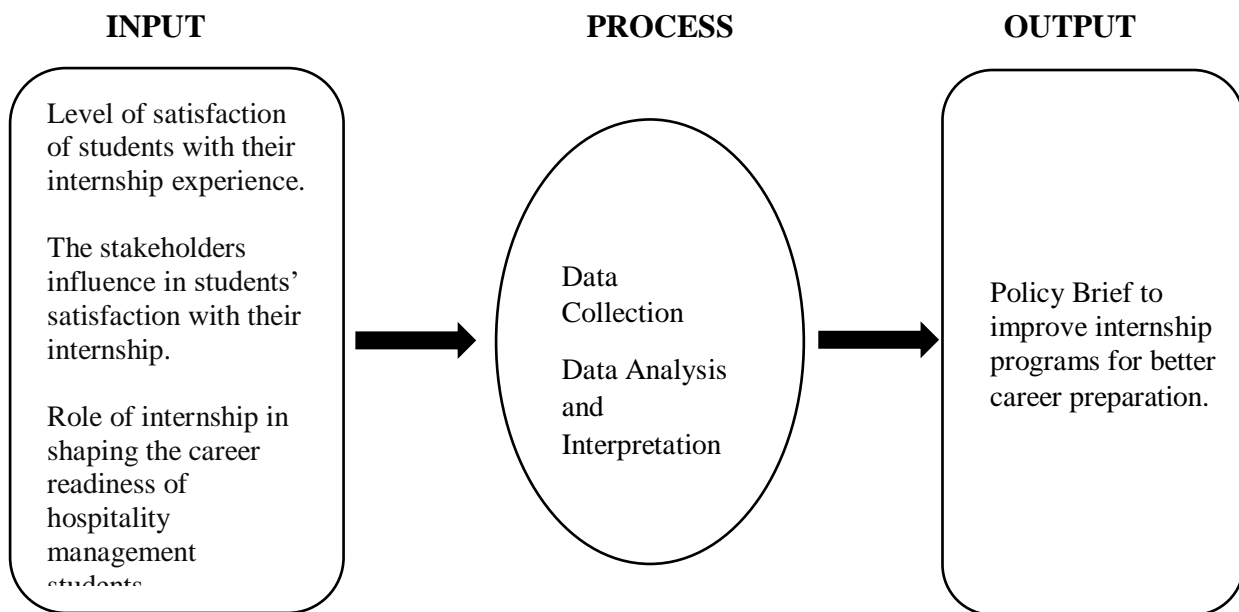 INPUT
PROCESS
OUTPUT
Level of satisfaction
of students with their
internship experience.
The stakeholders
influence in students’
satisfaction with their
internship.
Role of internship in
shaping the career
readiness of
hospitality
management
students
Data
Collection
Data Analysis
and
Interpretation
Policy Brief to
improve internship
programs for better
career preparation.